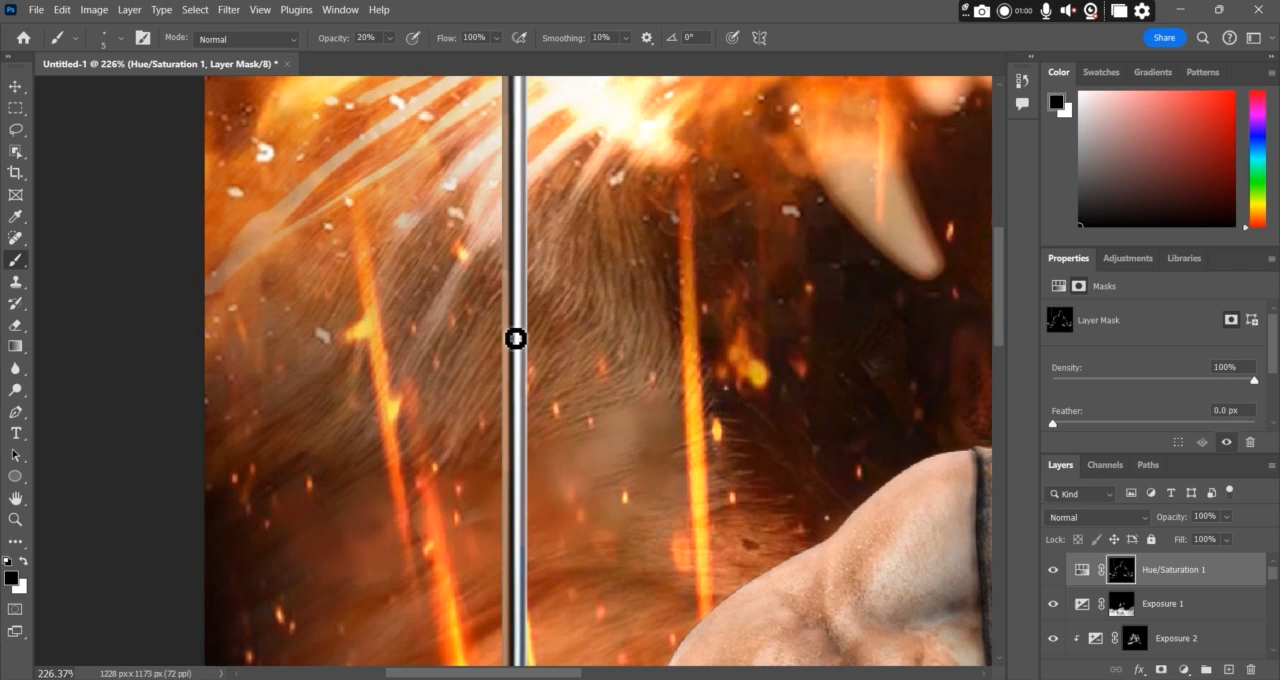 Ps File Edit Image Layer Type Select Filter View Plugins Window Help
01:00
5 Mode: Normal Opacity: 20% Flow: 100% Smoothing: 10% 0° Share
Untitled-1 @ 226% (Hue/Saturation 1, Layer Mask/8) * ×
Color Swatches Gradients Patterns
Properties Adjustments Libraries
Masks
Layer Mask
Density: 100%
Feather: 0.0 px
Layers Channels Paths
Kind
Normal Opacity: 100%
Lock: Fill: 100%
Hue/Saturation 1
Exposure 1
Exposure 2
226.37% 1228 px x 1173 px (72 ppi)